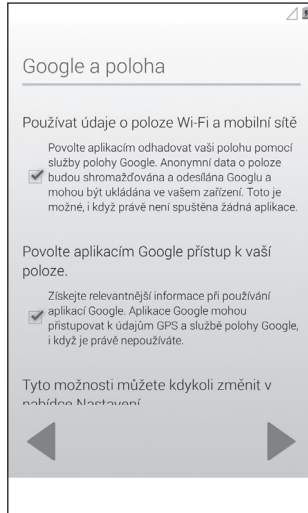 Google a poloha
Používat údaje o poloze Wi-Fi a mobilní sítě
Povolte aplikacím odhadovat vaši polohu pomocí
služby polohy Google. Anonymní data o poloze
budou shromažďována a odesílána Googlu a
mohou být ukládána ve vašem zařízení. Toto je
možné, i když právě není spuštěna žádná aplikace.
Povolte aplikacím Google přístup k vaší
poloze.
Získejte relevantnější informace při používání
aplikací Google. Aplikace Google mohou
přistupovat k údajům GPS a službě polohy Google,
i když je právě nepoužíváte.
Tyto možnosti můžete kdykoli změnit v
nabídce Nastavení